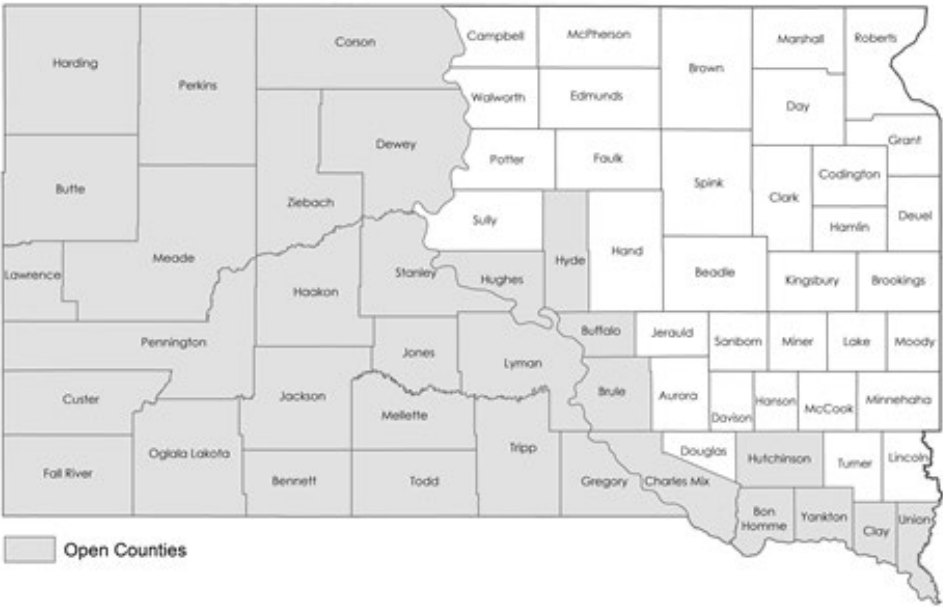 Harding
Perkins
Corson
Campbell
McPherson
Brown
Marshall
Roberts
Walworth
Edmunds
Day
Dewey
Grant
Butte
Potter
Faulk
Codington
Spink
Clark
Ziebach
Deuel
Sully
Hamlin
Lawrence
Meade
Stanley
Hughes
Hyde
Hand
Beadle
Kingsbury
Brookings
Haakon
Pennington
Jones
Lyman
Buffalo
Jerauld
Sanborn
Miner
Lake
Moody
Custer
Jackson
Mellette
Brule
Aurora
Davison
Hanson
McCook
Minnehaha
Fall River
Oglala Lakota
Bennett
Todd
Tripp
Gregory
Charles Mix
Douglas
Hutchinson
Turner
Lincoln
Bon
Homme
Yankton
Clay
Union
Open Counties